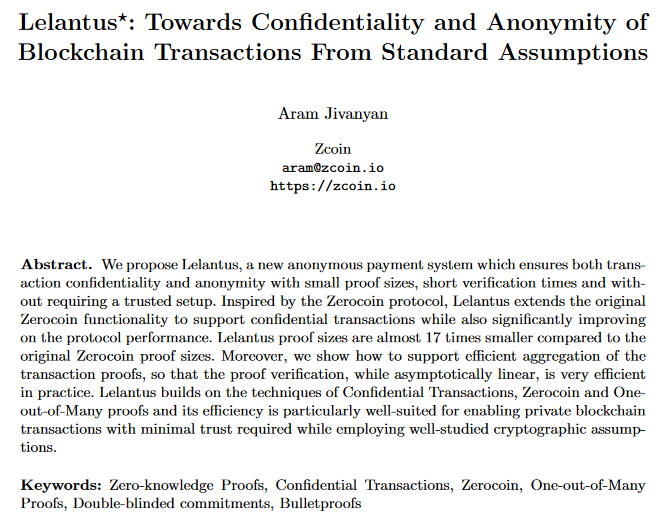 Lelantus*: Towards Confidentiality and Anonymity of
Blockchain Transactions From Standard Assumptions
Aram Jivanyan
Zcoin
aram@zcoin.io
https://zcoin.io
Abstract. We propose Lelantus, a new anonymous payment system which ensures both trans-
action confidentiality and anonymity with small proof sizes, short verification times and with-
out requiring a trusted setup. Inspired by the Zerocoin protocol, Lelantus extends the original
Zerocoin functionality to support confidential transactions while also significantly improving
on the protocol performance. Lelantus proof sizes are almost 17 times smaller compared to the
original Zerocoin proof sizes. Moreover, we show how to support efficient aggregation of the
transaction proofs, so that the proof verification, while asymptotically linear, is very efficient
in practice. Lelantus builds on the techniques of Confidential Transactions, Zerocoin and One-
out-of-Many proofs and its efficiency is particularly well-suited for enabling private blockchain
transactions with minimal trust required while employing well-studied cryptographic assump-
tions.
Keywords: Zero-knowledge Proofs, Confidential Transactions, Zerocoin, One-out-of-Many
Proofs, Double-blinded commitments, Bulletproofs